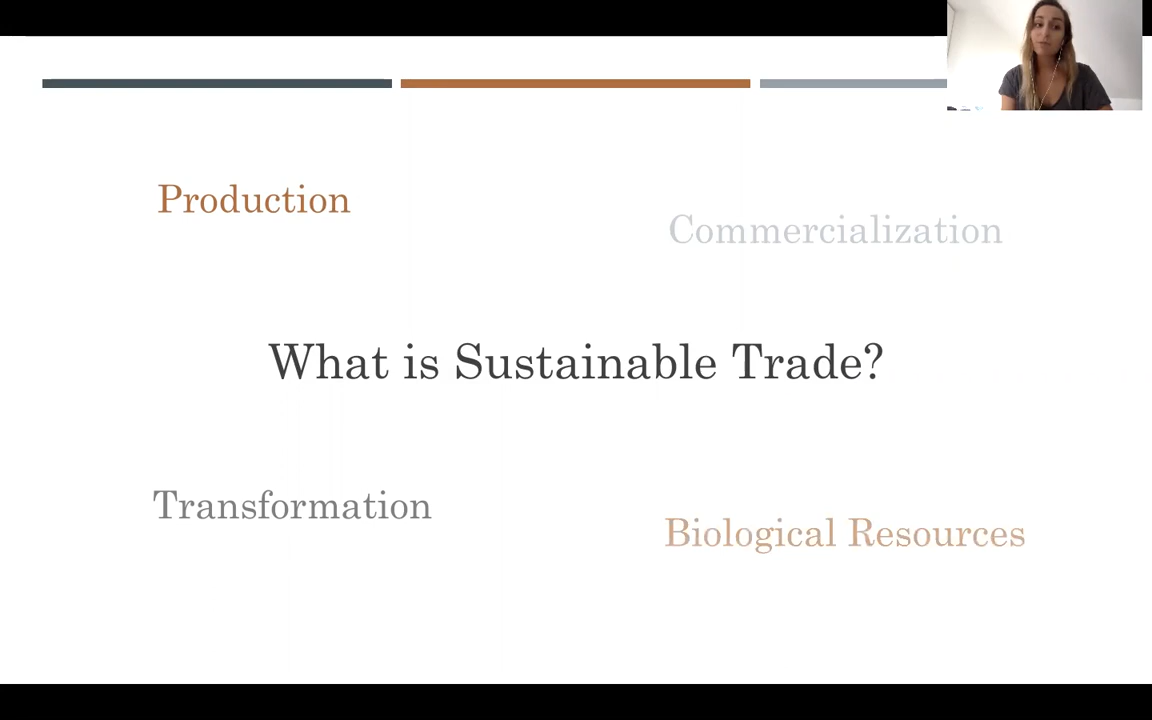 Production
Commercialization
What is Sustainable Trade?
Transformation
Biological Resources